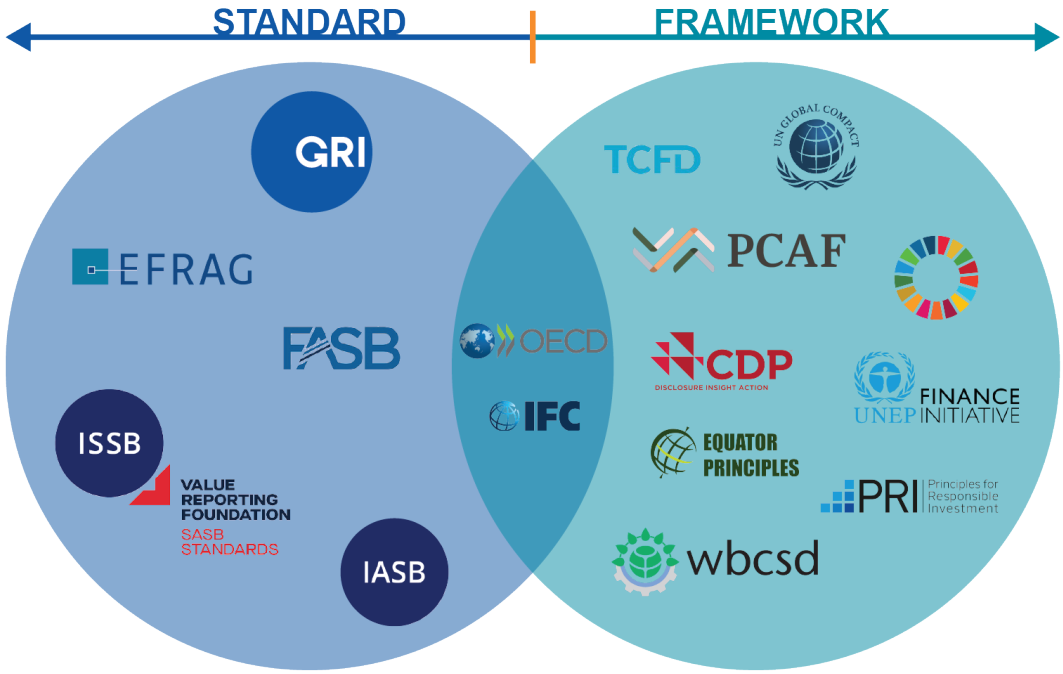 STANDARD
FRAMEWORK
GRI
EFRAG
FASB
ISSB
VALUE
REPORTING
FOUNDATION
SASB
STANDARDS
IASB
OECD
IFC
TCFD
UN GLOBAL COMPACT
PCAF
CDP
DISCLOSURE INSIGHT ACTION
UNEP
FINANCE
INITIATIVE
EQUATOR
PRINCIPLES
PRI
Principles for
Responsible
Investment
wbcsd